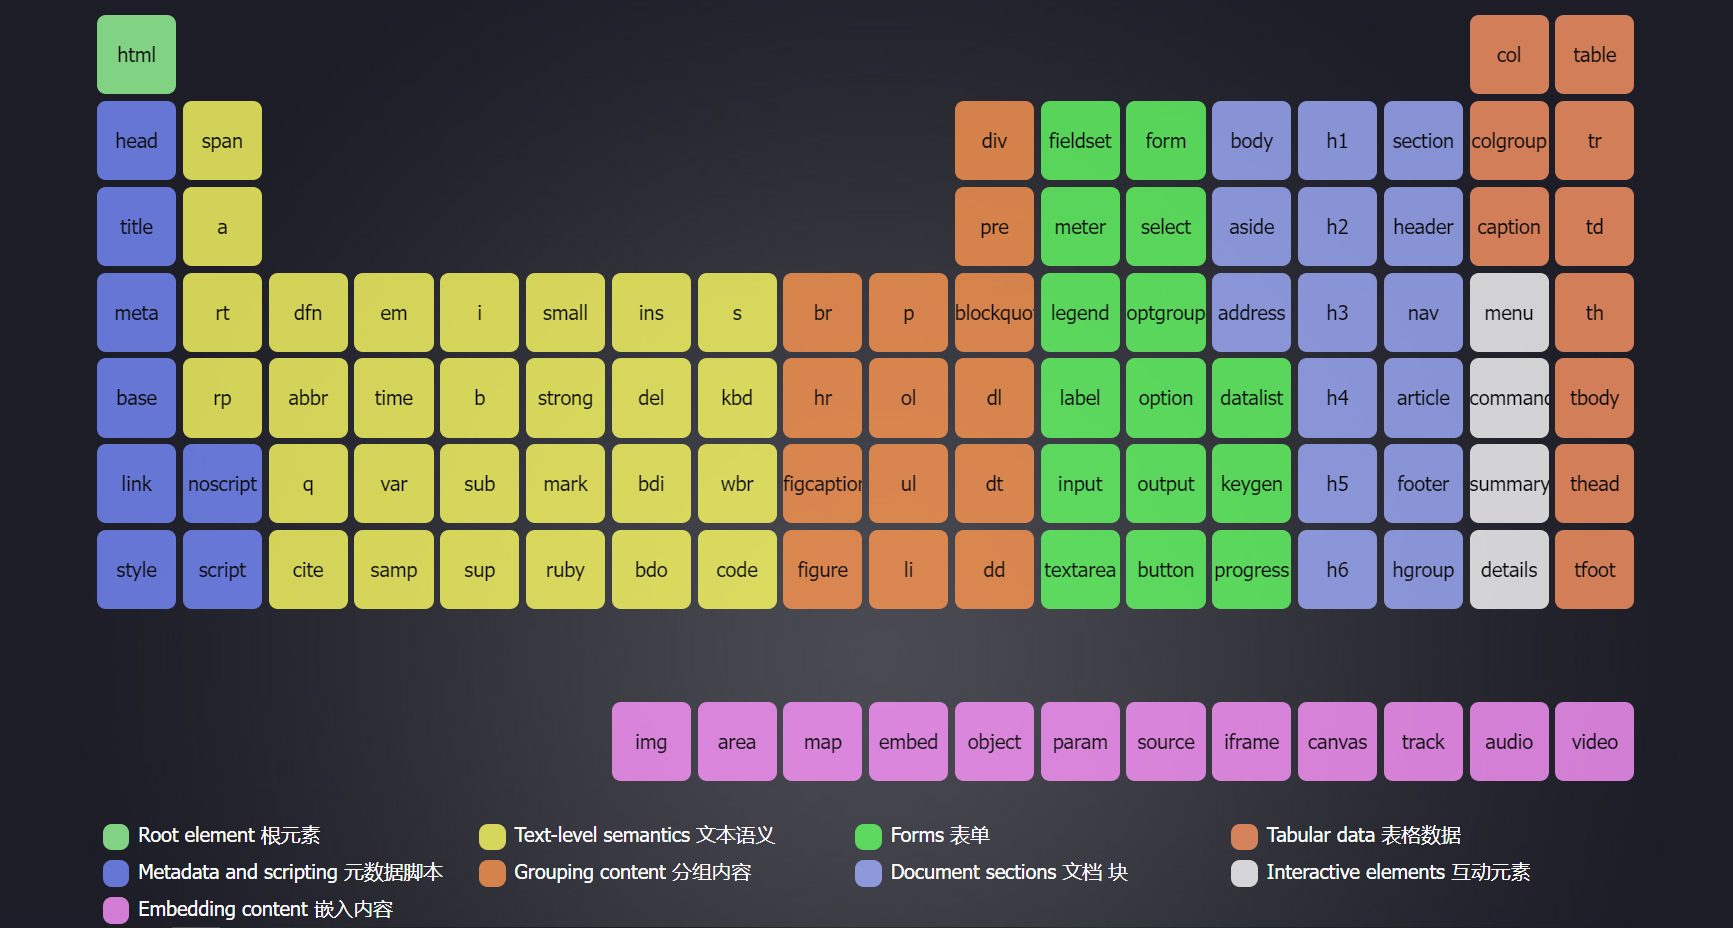 html col table
head span div fieldset form body h1 section colgroup tr
title a pre meter select aside h2 header caption td
meta rt dfn em i small ins s br p blockquo legend optgroup address h3 nav menu th
base rp abbr time b strong del kbd hr ol dl label option datalist h4 article command tbody
link noscript q var sub mark bdi wbr figcaption ul dt input output keygen h5 footer summary thead
style script cite samp sup ruby bdo code figure li dd textarea button progress h6 hgroup details tfoot
img area map embed object param source iframe canvas track audio video
Root element 根元素 Text-level semantics 文本语义 Forms 表单 Tabular data 表格数据
Metadata and scripting 元数据脚本 Grouping content 分组内容 Document sections 文档 块 Interactive elements 互动元素
Embedding content 嵌入内容